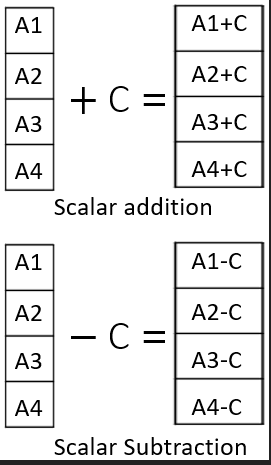 A1 A1+C
A2 A2+C
+ C =
A3 A3+C
A4 A4+C
Scalar addition
A1 A1-C
A2 A2-C
− C =
A3 A3-C
A4 A4-C
Scalar Subtraction